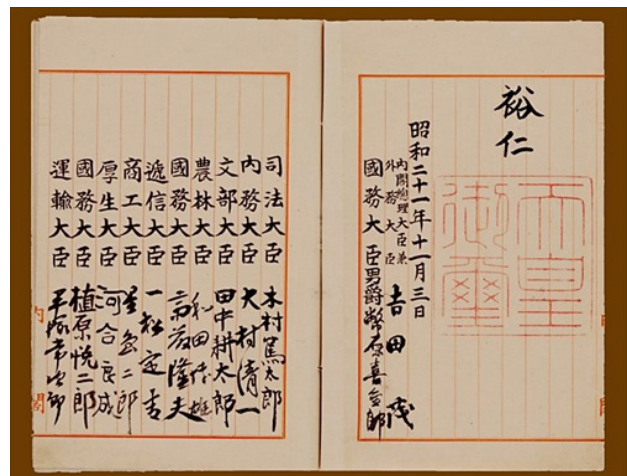 裕仁
天皇御璽
昭和二十一年十一月三日
内閣總理大臣兼
外務大臣 吉田茂
國務大臣 男爵幣原喜重郎
司法大臣 木村篤太郎
内務大臣 大村清一
文部大臣 田中耕太郎
農林大臣 和田博雄
國務大臣 斎藤隆夫
遞信大臣 一松定吉
商工大臣 星島二郎
厚生大臣 河合良成
國務大臣 植原悦二郎
運輸大臣 平塚常次郎
内閣